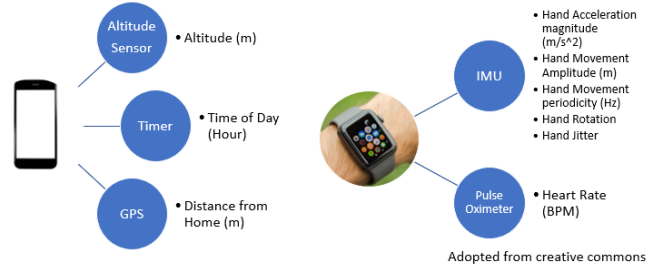 Altitude
Sensor
• Altitude (m)
Timer
• Time of Day
(Hour)
GPS
• Distance from
Home (m)
IMU
• Hand Acceleration
magnitude
(m/s^2)
• Hand Movement
Amplitude (m)
• Hand Movement
periodicity (Hz)
• Hand Rotation
• Hand Jitter
Pulse
Oximeter
• Heart Rate
(BPM)
Adopted from creative commons